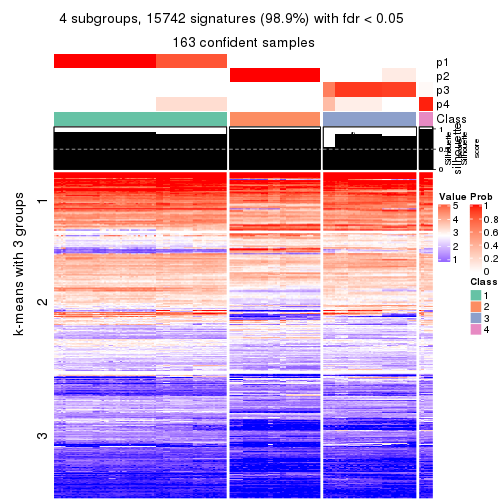 4 subgroups, 15742 signatures (98.9%) with fdr < 0.05
163 confident samples
p1
p2
p3
p4
Class
1
0.5
0
silhouette
Silhouette
score
k-means with 3 groups
1
2
3
Value
5
4
3
2
1
Prob
1
0.8
0.6
0.4
0.2
0
Class
1
2
3
4